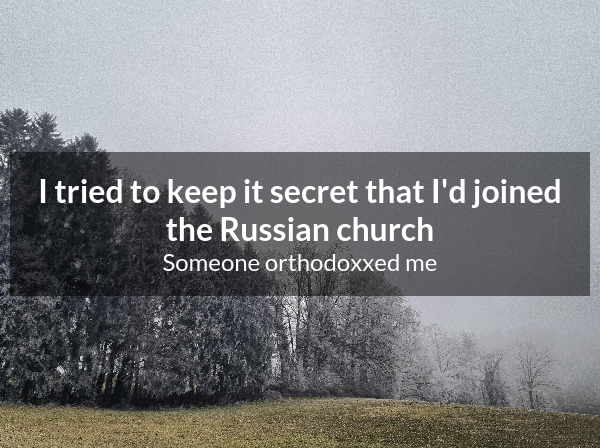 I tried to keep it secret that I'd joined
the Russian church
Someone orthodoxxed me